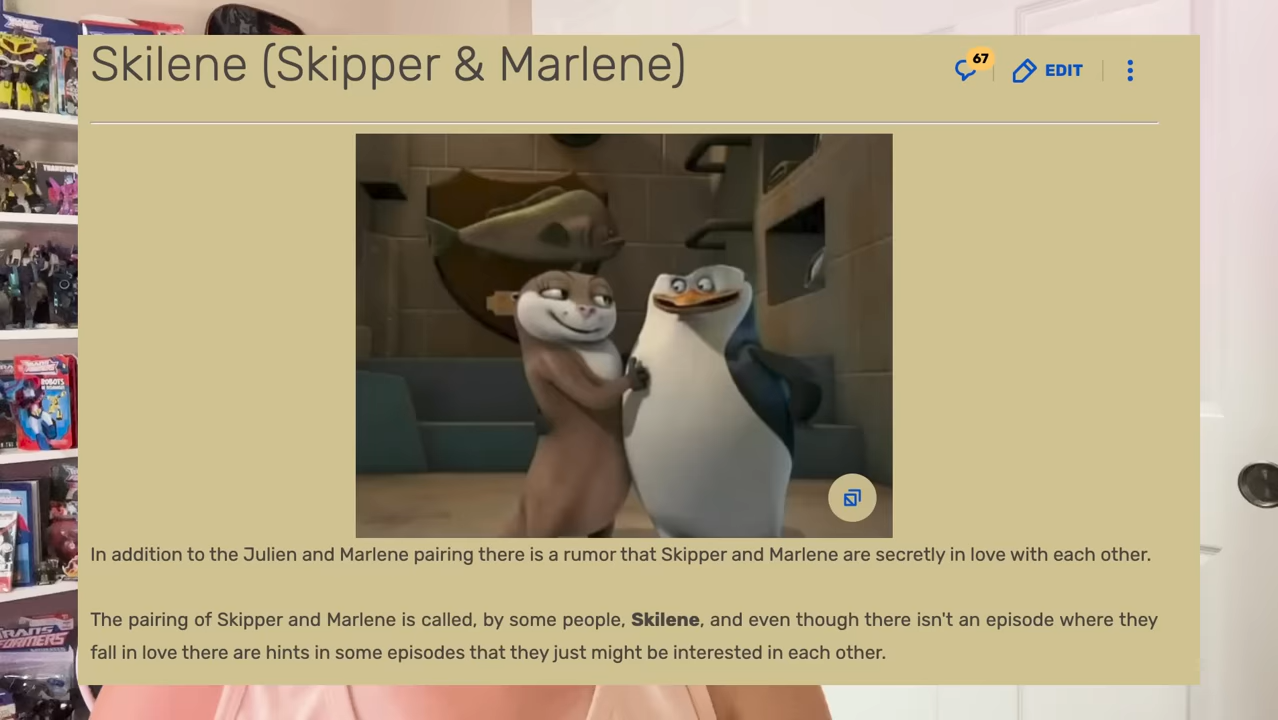 Skilene (Skipper & Marlene)
67
EDIT
In addition to the Julien and Marlene pairing there is a rumor that Skipper and Marlene are secretly in love with each other.
The pairing of Skipper and Marlene is called, by some people, Skilene, and even though there isn't an episode where they
fall in love there are hints in some episodes that they just might be interested in each other.
TRANSFORMERS
ROBOTS